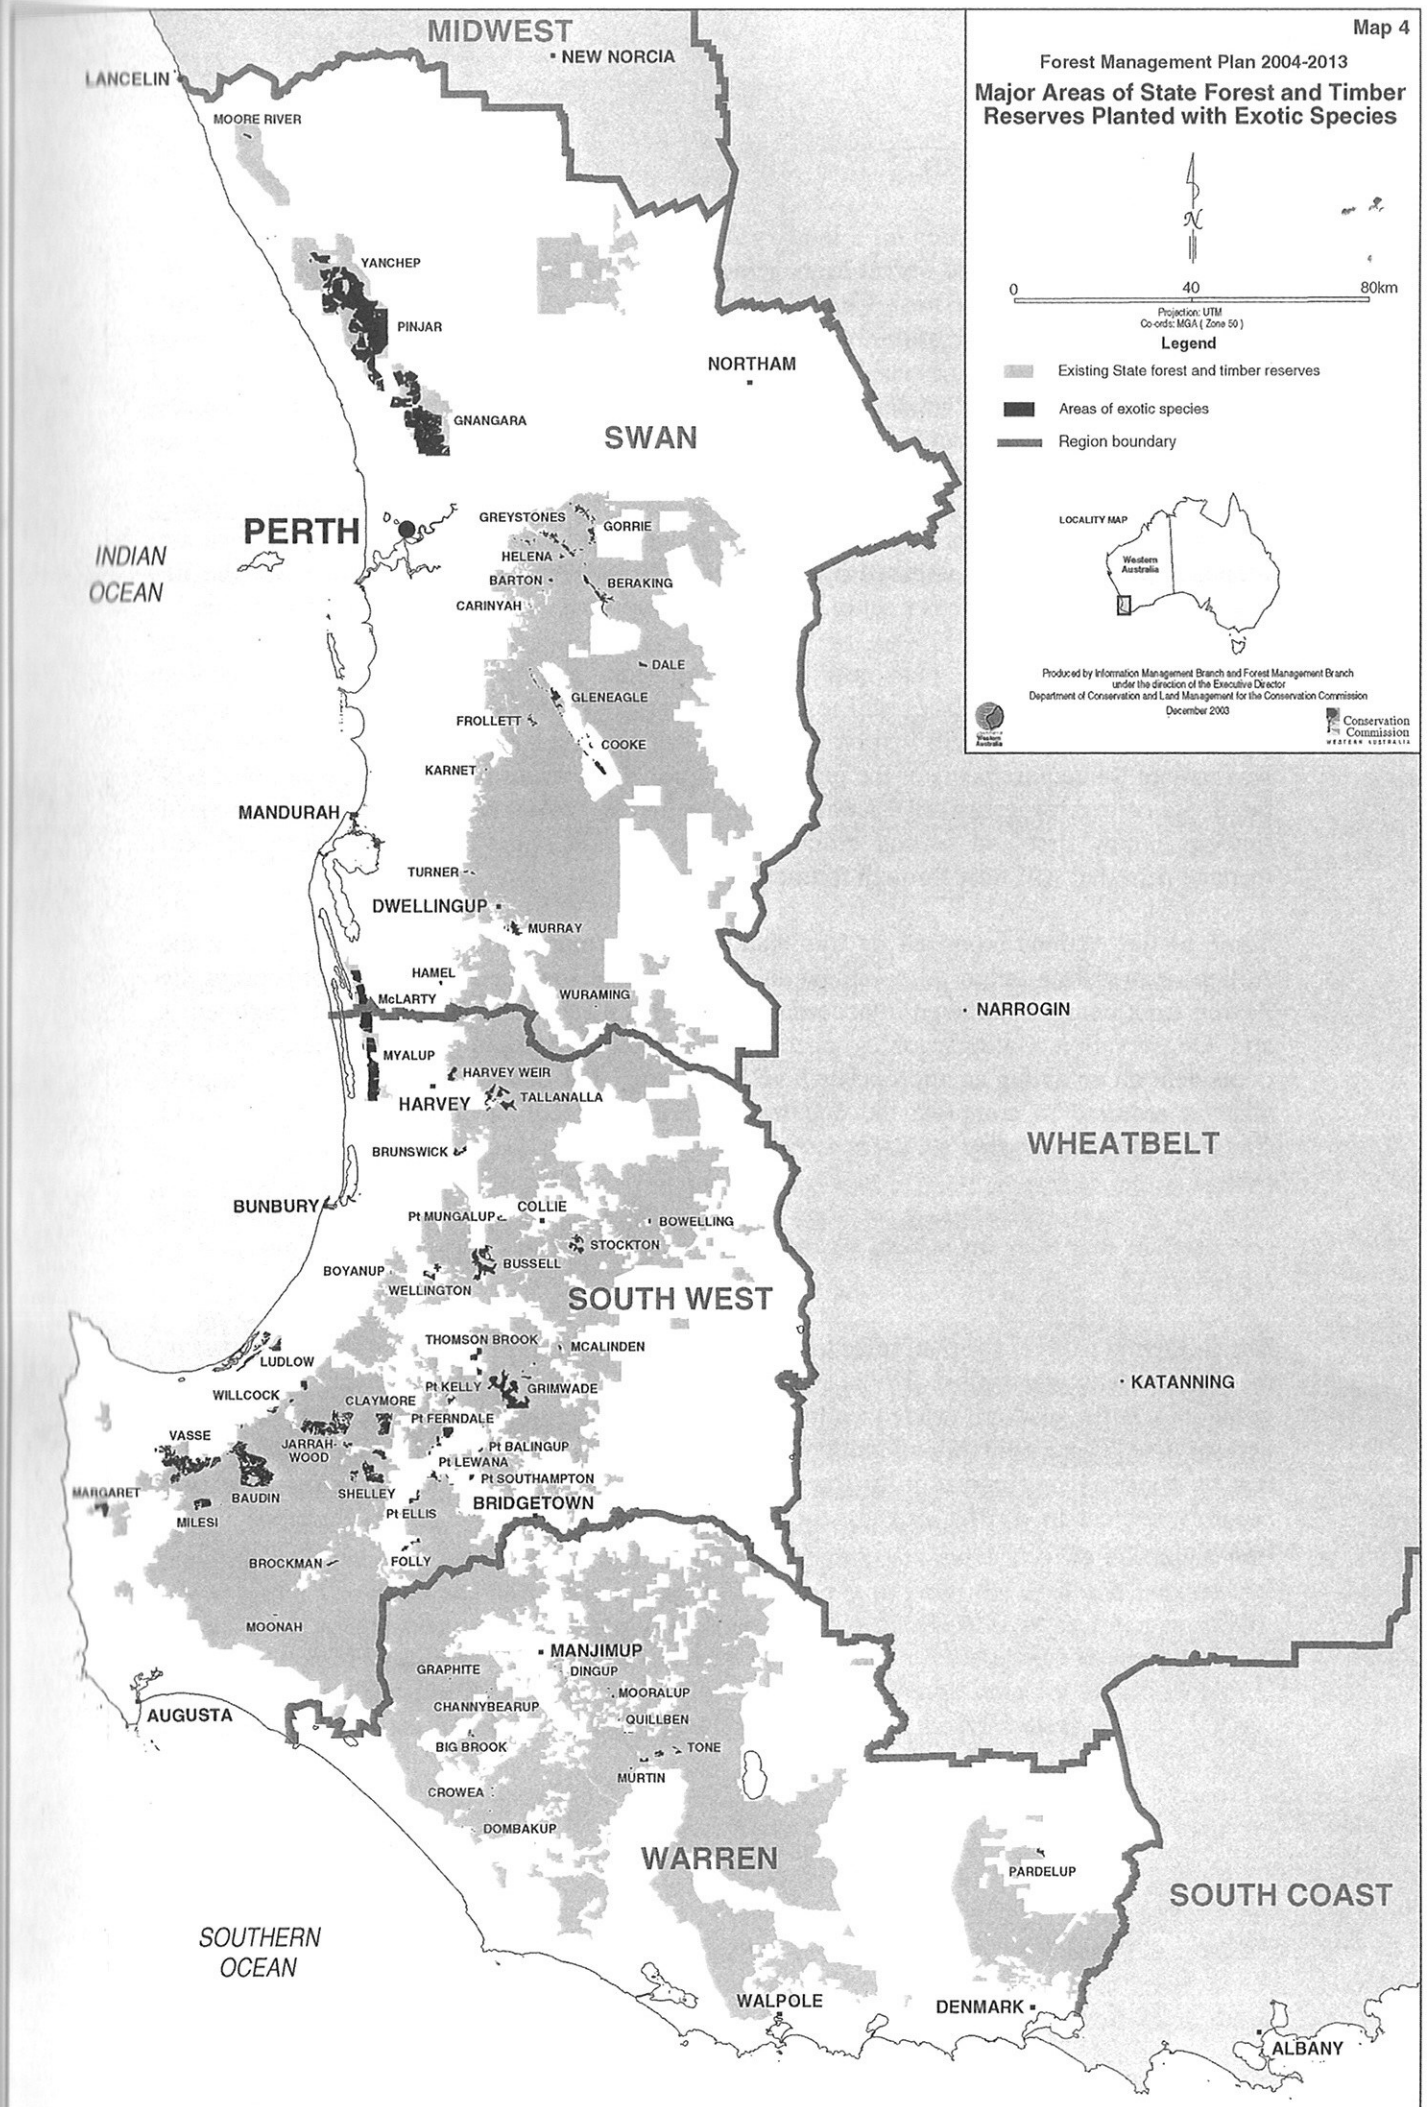 Map 4
Forest Management Plan 2004-2013
Major Areas of State Forest and Timber
Reserves Planted with Exotic Species
N
0 40 80km
Projection: UTM
Co-ords: MGA ( Zone 50 )
Legend
Existing State forest and timber reserves
Areas of exotic species
Region boundary
LOCALITY MAP
Western
Australia
Produced by Information Management Branch and Forest Management Branch
under the direction of the Executive Director
Department of Conservation and Land Management for the Conservation Commission
December 2003
Western
Australia
Conservation
Commission
WESTERN AUSTRALIA
MIDWEST
NEW NORCIA
LANCELIN
MOORE RIVER
YANCHEP
PINJAR
NORTHAM
GNANGARA
SWAN
PERTH
GREYSTONES
GORRIE
INDIAN
OCEAN
HELENA
BARTON
BERAKING
CARINYAH
DALE
GLENEAGLE
FROLLETT
COOKE
KARNET
MANDURAH
TURNER
DWELLINGUP
MURRAY
HAMEL
McLARTY
WURAMING
NARROGIN
MYALUP
HARVEY WEIR
HARVEY
TALLANALLA
WHEATBELT
BRUNSWICK
BUNBURY
COLLIE
Pt MUNGALUP
BOWELLING
STOCKTON
BUSSELL
BOYANUP
WELLINGTON
SOUTH WEST
THOMSON BROOK
MCALINDEN
LUDLOW
KATANNING
Pt KELLY
GRIMWADE
WILLCOCK
CLAYMORE
Pt FERNDALE
VASSE
JARRAH-
WOOD
Pt BALINGUP
Pt LEWANA
Pt SOUTHAMPTON
MARGARET
BAUDIN
SHELLEY
BRIDGETOWN
Pt ELLIS
MILESI
BROCKMAN
FOLLY
MOONAH
MANJIMUP
GRAPHITE
DINGUP
MOORALUP
CHANNYBEARUP
AUGUSTA
QUILLBEN
BIG BROOK
TONE
MURTIN
CROWEA
DOMBAKUP
WARREN
PARDELUP
SOUTH COAST
SOUTHERN
OCEAN
WALPOLE
DENMARK
ALBANY